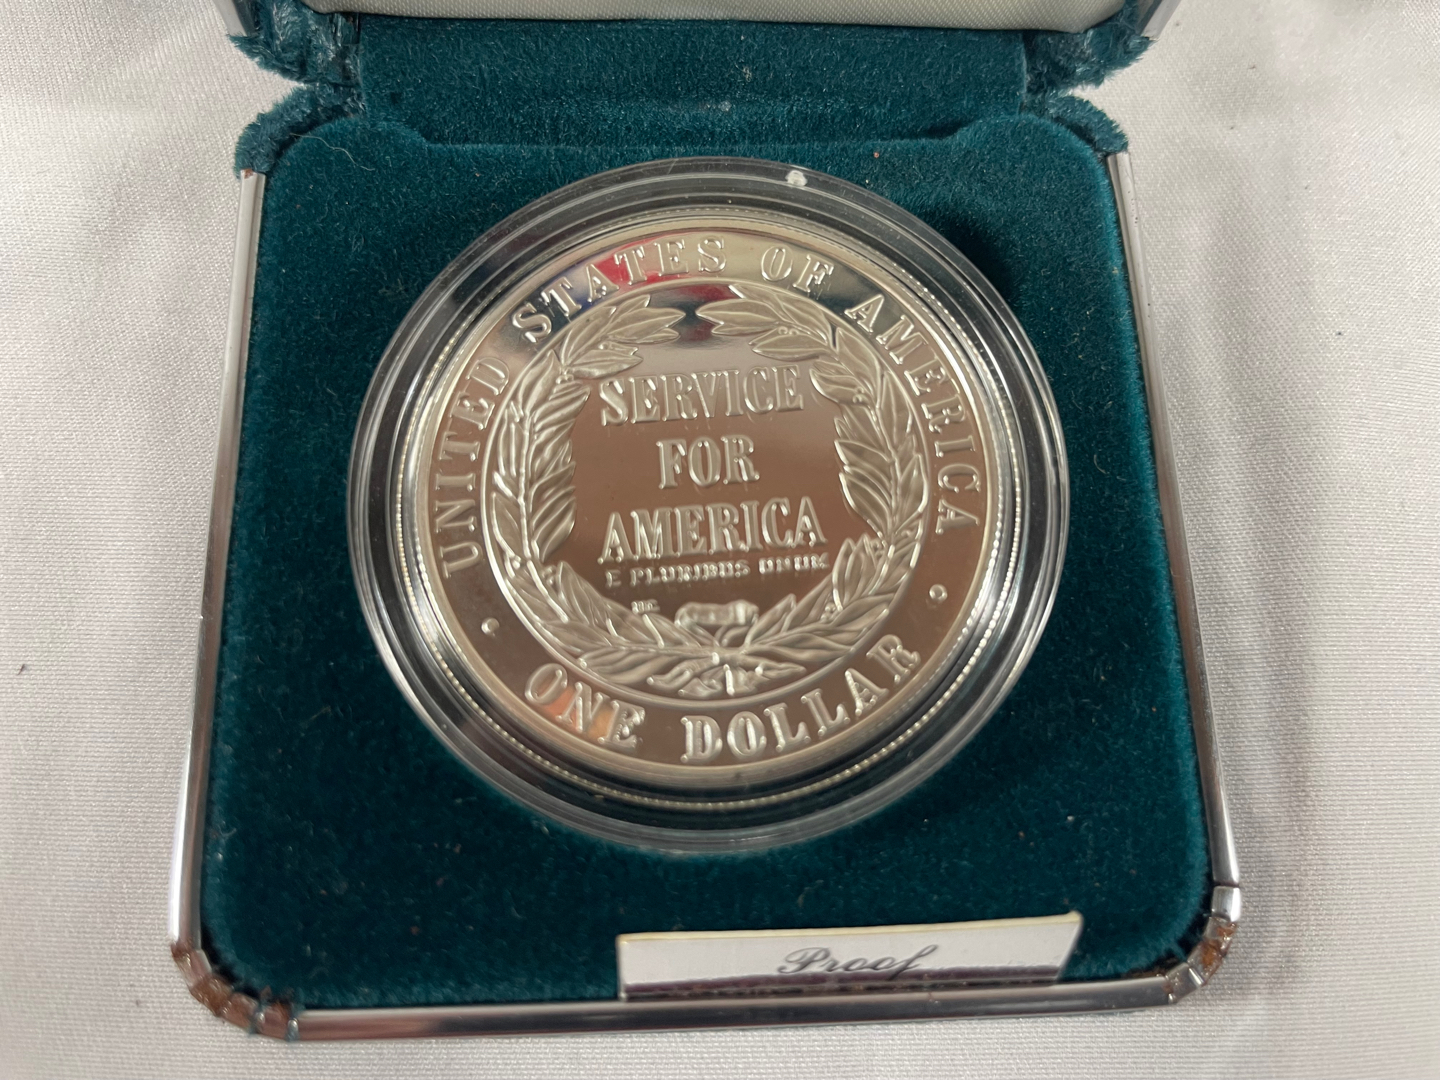 UNITED STATES OF AMERICA
SERVICE
FOR
AMERICA
E PLURIBUS UNUM
ONE DOLLAR
Proof